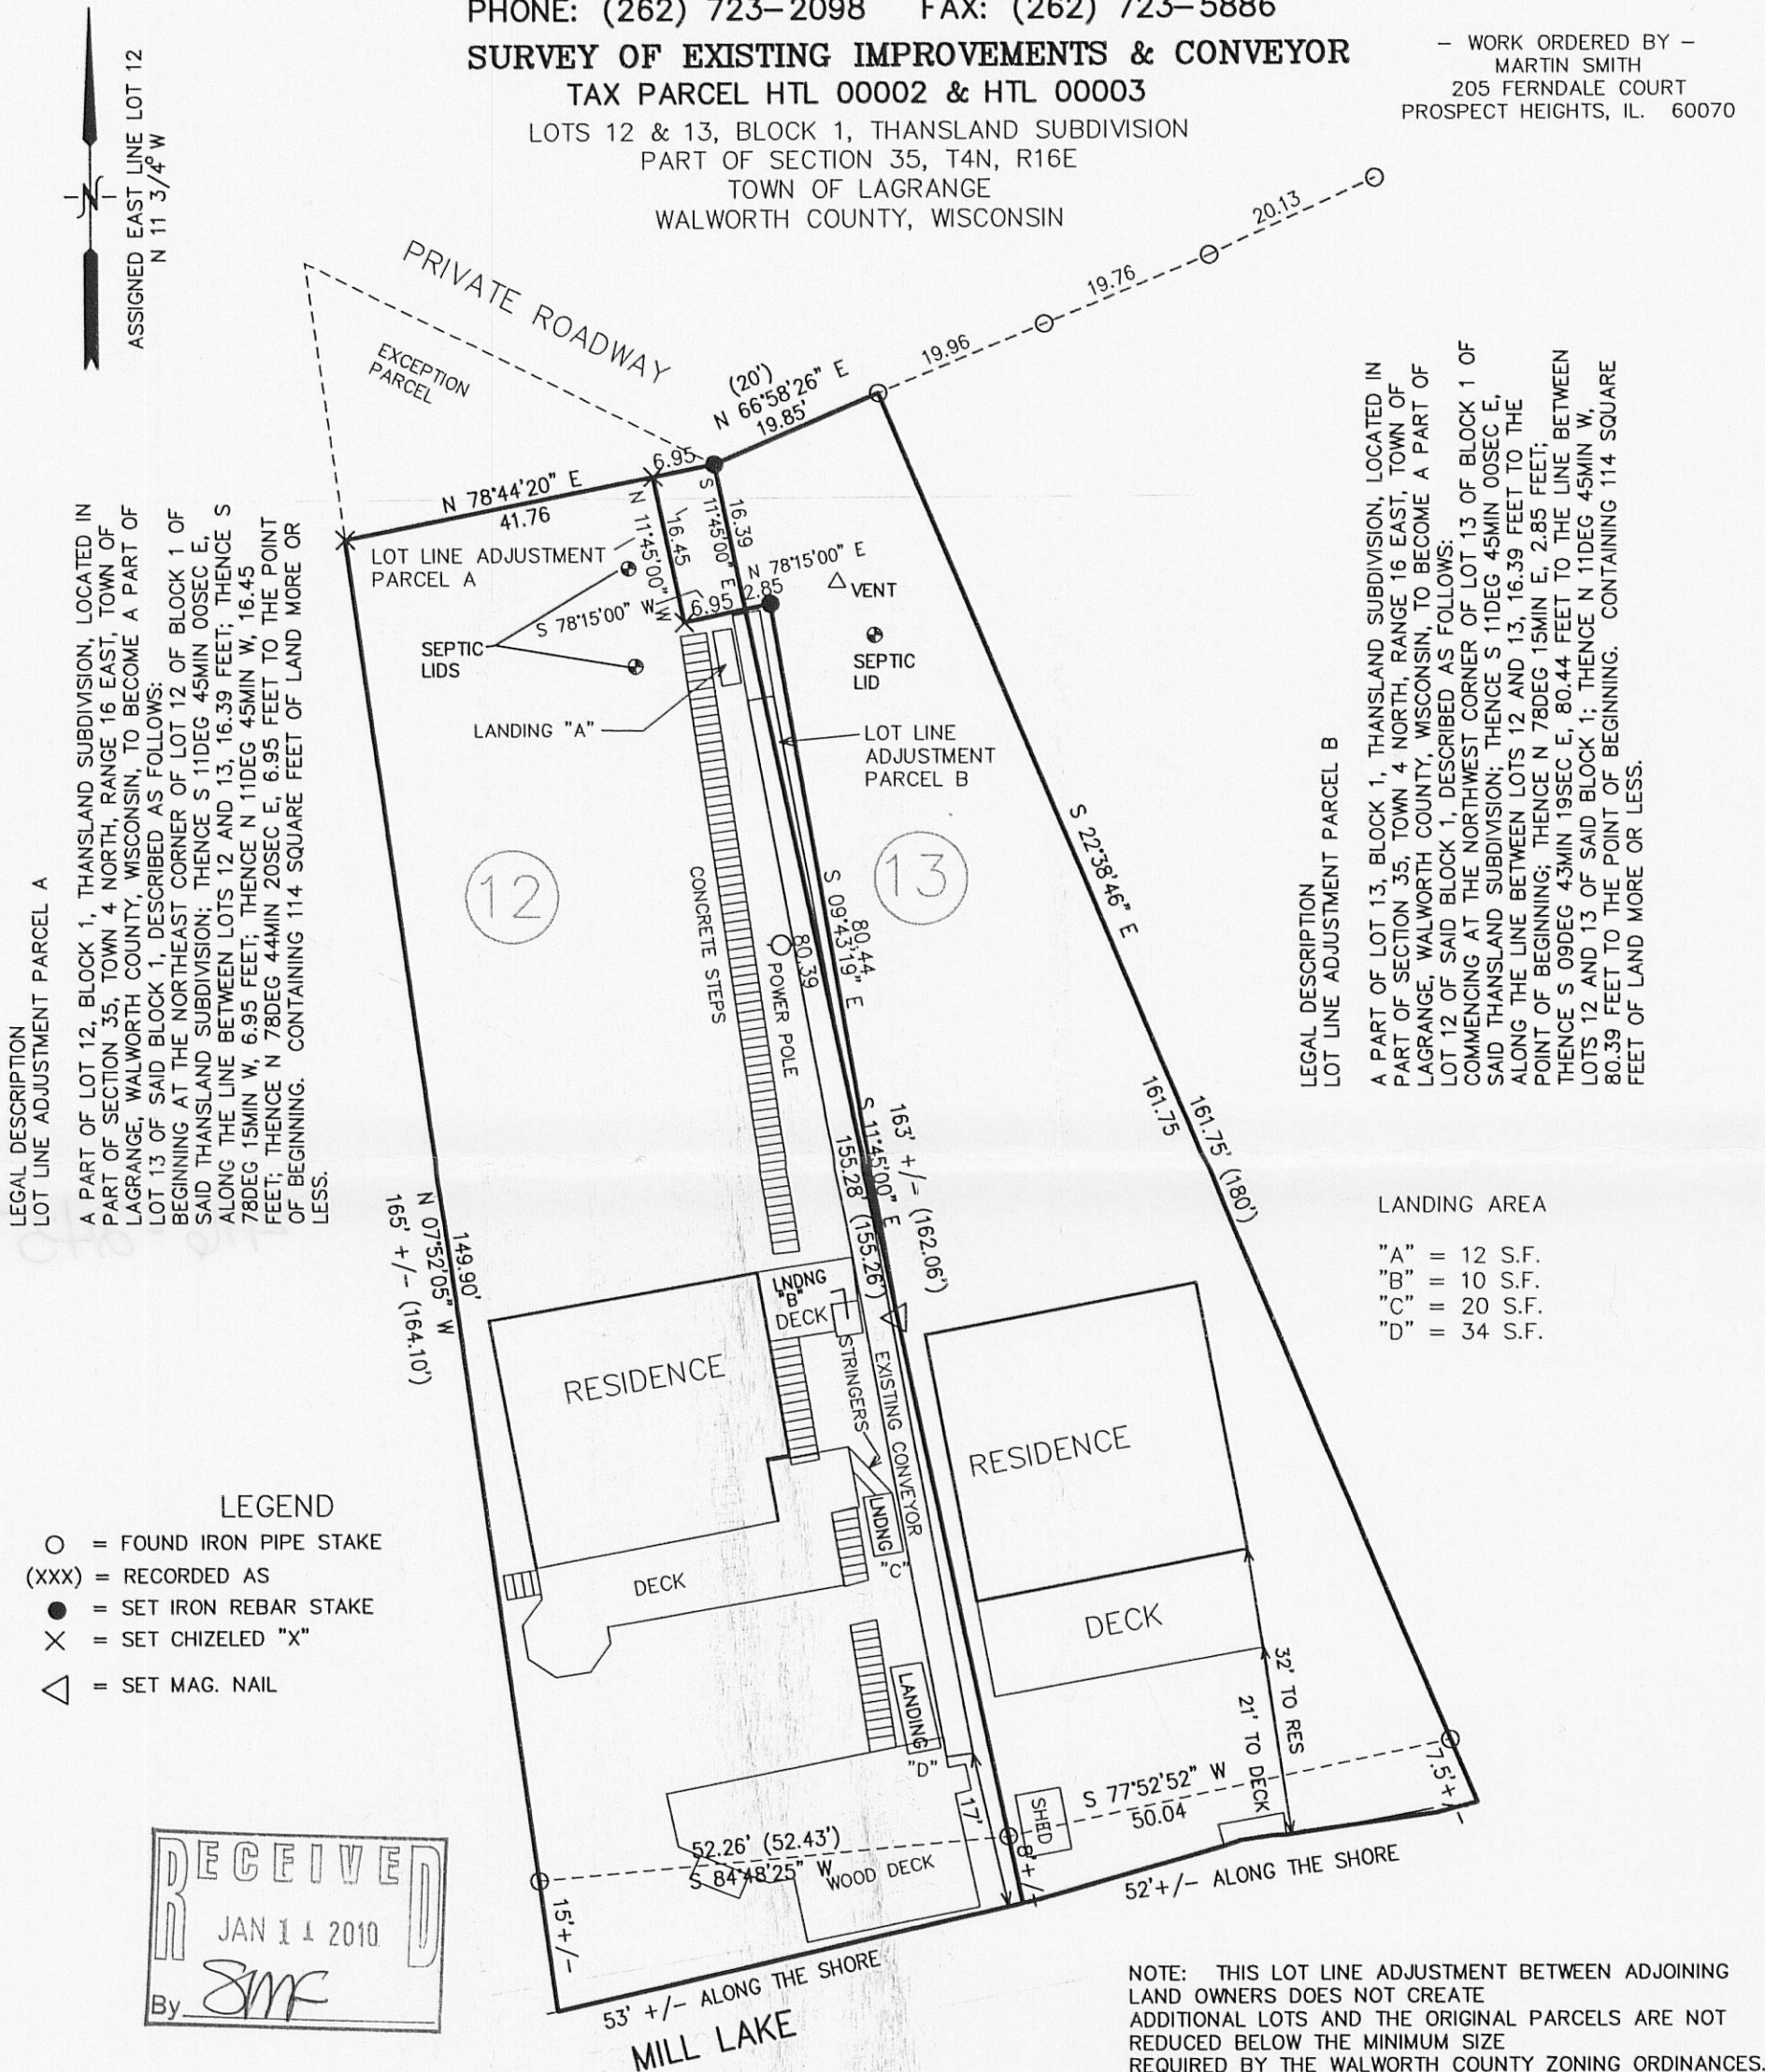 PHONE: (262) 723-2098 FAX: (262) 723-5886
SURVEY OF EXISTING IMPROVEMENTS & CONVEYOR
TAX PARCEL HTL 00002 & HTL 00003
LOTS 12 & 13, BLOCK 1, THANSLAND SUBDIVISION
PART OF SECTION 35, T4N, R16E
TOWN OF LAGRANGE
WALWORTH COUNTY, WISCONSIN
- WORK ORDERED BY -
MARTIN SMITH
205 FERNDALE COURT
PROSPECT HEIGHTS, IL. 60070
-N-
ASSIGNED EAST LINE LOT 12
N 11 3/4° W
PRIVATE ROADWAY
EXCEPTION
PARCEL
(20')
N 66°58'26" E
19.85'
19.96
19.76
20.13
6.95
N 78°44'20" E
41.76
LOT LINE ADJUSTMENT
PARCEL A
N 11°45'00" W
16.45
S 11°45'00" E
16.39
N 78°15'00" E
2.85
6.95
S 78°15'00" W
VENT
SEPTIC
LIDS
SEPTIC
LID
LANDING "A"
LOT LINE
ADJUSTMENT
PARCEL B
12
13
CONCRETE STEPS
POWER POLE
80.39
80.44
S 09°43'19" E
S 22°38'46" E
161.75
161.75' (180')
163' +/- (162.06')
S 11°45'00" E
155.28' (155.26')
149.90'
N 07°52'05" W
165' +/- (164.10')
LNDNG
"B"
DECK
STRINGERS
EXISTING CONVEYOR
RESIDENCE
RESIDENCE
LNDNG
"C"
DECK
DECK
LANDING
"D"
32' TO RES
21' TO DECK
17'
SHED
S 77°52'52" W
50.04
7.5'+/-
8'+/-
52.26' (52.43')
S 84°48'25" W
WOOD DECK
15'+/-
52'+/- ALONG THE SHORE
53' +/- ALONG THE SHORE
MILL LAKE
LEGAL DESCRIPTION
LOT LINE ADJUSTMENT PARCEL A
A PART OF LOT 12, BLOCK 1, THANSLAND SUBDIVISION, LOCATED IN
PART OF SECTION 35, TOWN 4 NORTH, RANGE 16 EAST, TOWN OF
LAGRANGE, WALWORTH COUNTY, WISCONSIN, TO BECOME A PART OF
LOT 13 OF SAID BLOCK 1, DESCRIBED AS FOLLOWS:
BEGINNING AT THE NORTHEAST CORNER OF LOT 12 OF BLOCK 1 OF
SAID THANSLAND SUBDIVISION; THENCE S 11DEG 45MIN 00SEC E,
ALONG THE LINE BETWEEN LOTS 12 AND 13, 16.39 FEET; THENCE S
78DEG 15MIN W, 6.95 FEET; THENCE N 11DEG 45MIN W, 16.45
FEET; THENCE N 78DEG 44MIN 20SEC E, 6.95 FEET TO THE POINT
OF BEGINNING. CONTAINING 114 SQUARE FEET OF LAND MORE OR
LESS.
LEGAL DESCRIPTION
LOT LINE ADJUSTMENT PARCEL B
A PART OF LOT 13, BLOCK 1, THANSLAND SUBDIVISION, LOCATED IN
PART OF SECTION 35, TOWN 4 NORTH, RANGE 16 EAST, TOWN OF
LAGRANGE, WALWORTH COUNTY, WISCONSIN, TO BECOME A PART OF
LOT 12 OF SAID BLOCK 1, DESCRIBED AS FOLLOWS:
COMMENCING AT THE NORTHWEST CORNER OF LOT 13 OF BLOCK 1 OF
SAID THANSLAND SUBDIVISION; THENCE S 11DEG 45MIN 00SEC E,
ALONG THE LINE BETWEEN LOTS 12 AND 13, 16.39 FEET TO THE
POINT OF BEGINNING; THENCE N 78DEG 15MIN E, 2.85 FEET;
THENCE S 09DEG 43MIN 19SEC E, 80.44 FEET TO THE LINE BETWEEN
LOTS 12 AND 13 OF SAID BLOCK 1; THENCE N 11DEG 45MIN W,
80.39 FEET TO THE POINT OF BEGINNING. CONTAINING 114 SQUARE
FEET OF LAND MORE OR LESS.
LANDING AREA
"A" = 12 S.F.
"B" = 10 S.F.
"C" = 20 S.F.
"D" = 34 S.F.
LEGEND
O = FOUND IRON PIPE STAKE
(XXX) = RECORDED AS
● = SET IRON REBAR STAKE
X = SET CHIZELED "X"
△ = SET MAG. NAIL
RECEIVED
JAN 11 2010
By SMF
NOTE: THIS LOT LINE ADJUSTMENT BETWEEN ADJOINING
LAND OWNERS DOES NOT CREATE
ADDITIONAL LOTS AND THE ORIGINAL PARCELS ARE NOT
REDUCED BELOW THE MINIMUM SIZE
REQUIRED BY THE WALWORTH COUNTY ZONING ORDINANCES.